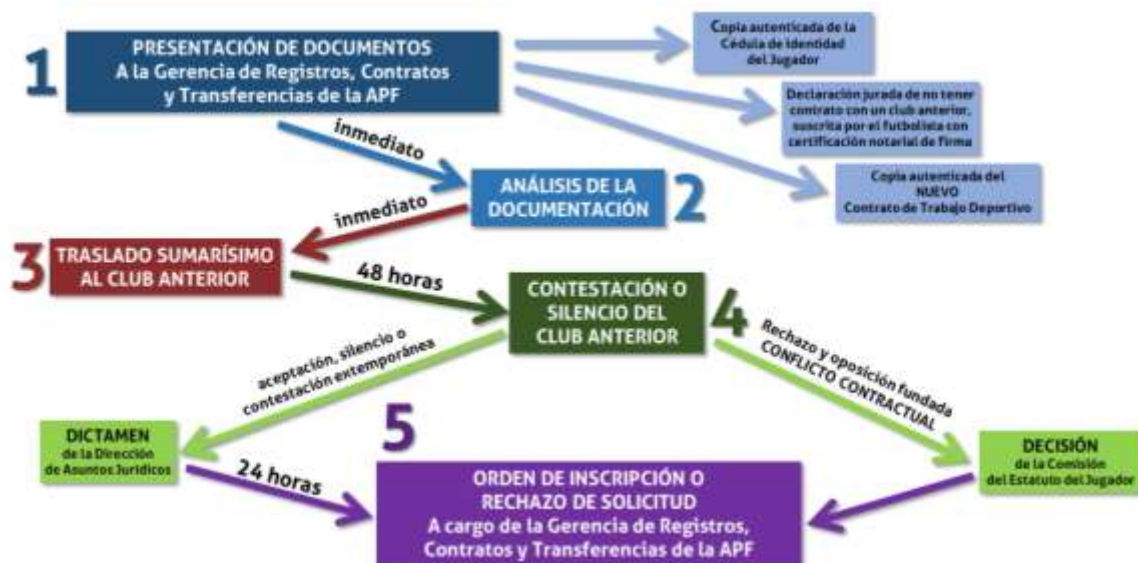 1
PRESENTACIÓN DE DOCUMENTOS
A la Gerencia de Registros, Contratos
y Transferencias de la APF
Copia autenticada de la
Cédula de Identidad
del Jugador
Declaración jurada de no tener
contrato con un club anterior,
suscrita por el futbolista con
certificación notarial de firma
Copia autenticada del
NUEVO
Contrato de Trabajo Deportivo
inmediato
ANÁLISIS DE LA
DOCUMENTACIÓN
2
inmediato
3
TRASLADO SUMARÍSIMO
AL CLUB ANTERIOR
48 horas
CONTESTACIÓN O
SILENCIO DEL
CLUB ANTERIOR
4
aceptación, silencio o
contestación extemporánea
Rechazo y oposición fundada
CONFLICTO CONTRACTUAL
DICTAMEN
de la Dirección
de Asuntos Jurídicos
24 horas
5
ORDEN DE INSCRIPCIÓN O
RECHAZO DE SOLICITUD
A cargo de la Gerencia de Registros,
Contratos y Transferencias de la APF
DECISIÓN
de la Comisión
del Estatuto del Jugador